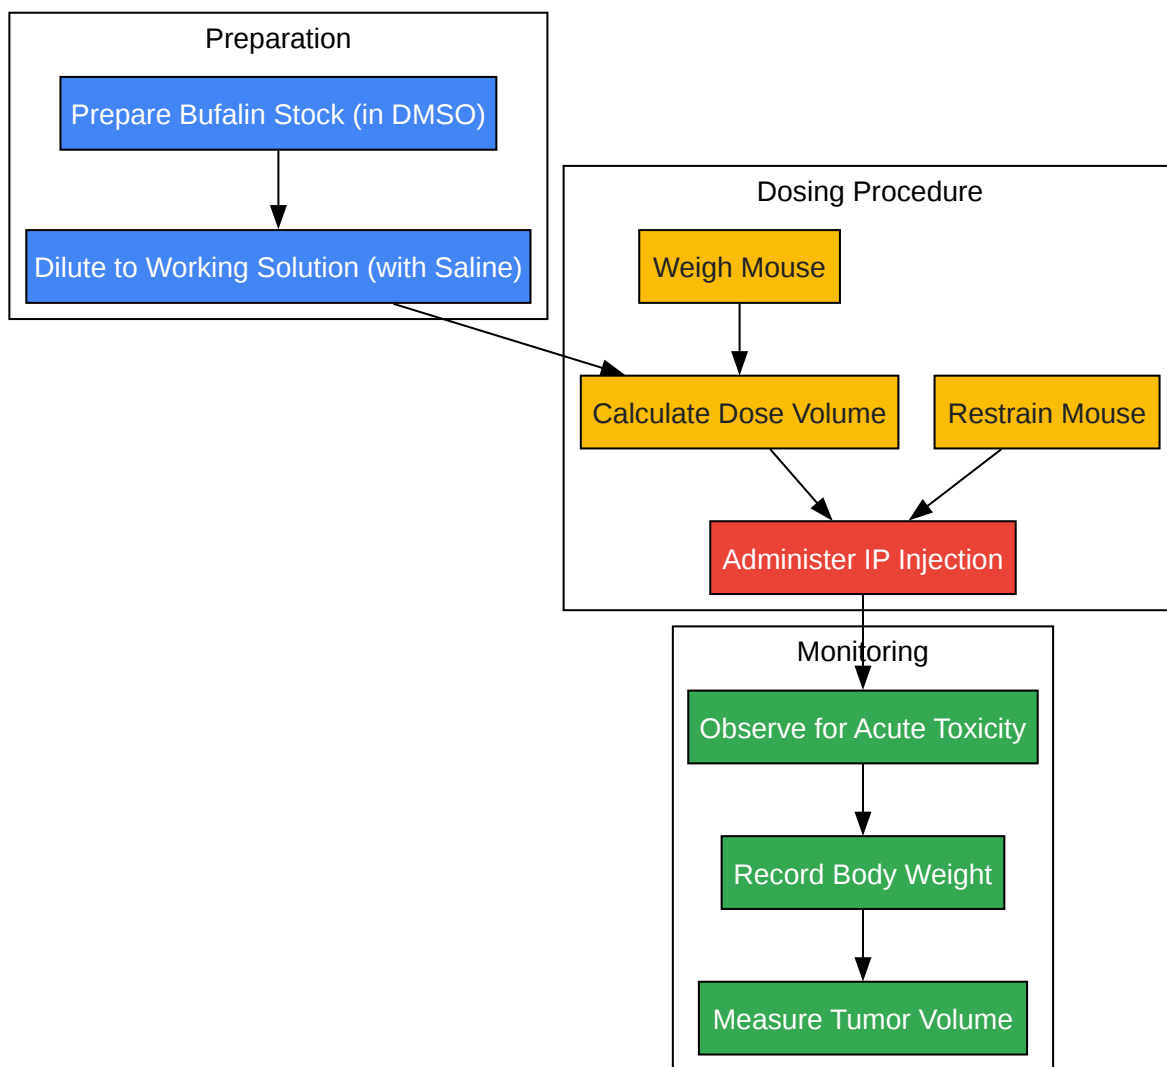 Preparation
Prepare Bufalin Stock (in DMSO)
Dilute to Working Solution (with Saline)
Dosing Procedure
Weigh Mouse
Calculate Dose Volume
Restrain Mouse
Administer IP Injection
Monitoring
Observe for Acute Toxicity
Record Body Weight
Measure Tumor Volume